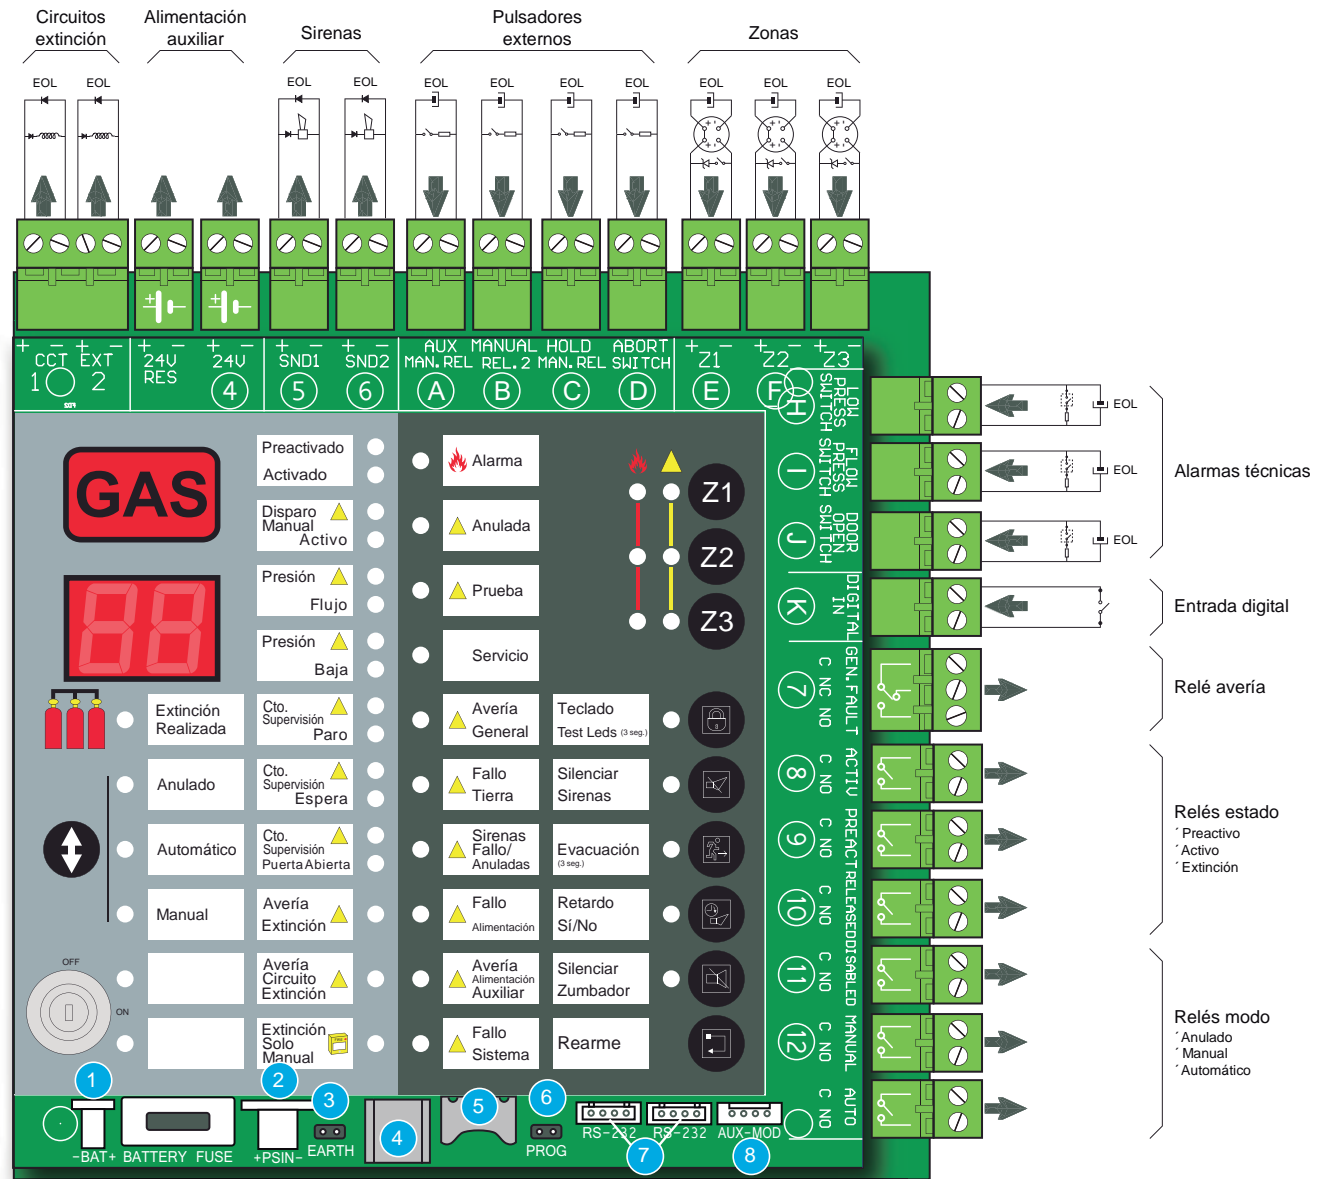 Circuitos
extinción
Alimentación
auxiliar
Sirenas
Pulsadores
externos
Zonas
EOL EOL EOL EOL EOL EOL EOL EOL EOL EOL EOL
+ − + −
CCT EXT
1 2
24V
RES
24V
4
+ − + −
SND1 SND2
5 6
AUX MANUAL HOLD ABORT
MAN.REL REL.2 MAN.REL SWITCH
A B C D
+ − + − + −
Z1 Z2 Z3
E F
H
LOW
PRESS
SWITCH
EOL
I
FLOW
PRESS
SWITCH
EOL
J
DOOR
OPEN
SWITCH
EOL
Alarmas técnicas
K
DIGITAL
IN
Entrada digital
7
GEN.FAULT
C NC NO
Relé avería
8
ACTIV
C NO
9
PREACT
C NO
10
RELEASED
C NO
Relés estado
´Preactivo
´Activo
´Extinción
11
DISABLED
C NO
12
MANUAL
C NO
AUTO
C NO
Relés modo
´Anulado
´Manual
´Automático
GAS
88
Preactivado
Activado
Disparo
Manual
Activo
Presión
Flujo
Presión
Baja
Extinción
Realizada
Cto.
Supervisión
Paro
Anulado
Cto.
Supervisión
Espera
Automático
Cto.
Supervisión
Puerta Abierta
Manual
Avería
Extinción
Avería
Circuito
Extinción
Extinción
Solo
Manual
OFF
ON
Alarma
Anulada
Prueba
Servicio
Z1
Z2
Z3
Avería
General
Teclado
Test Leds (3 seg.)
Fallo
Tierra
Silenciar
Sirenas
Sirenas
Fallo/
Anuladas
Evacuación
(3 seg.)
Fallo
Alimentación
Retardo
Sí/No
Avería
Alimentación
Auxiliar
Silenciar
Zumbador
Fallo
Sistema
Rearme
1 2 3 4 5 6 7 8
-BAT+ BATTERY FUSE +PSIN- EARTH PROG RS-232 RS-232 AUX-MOD